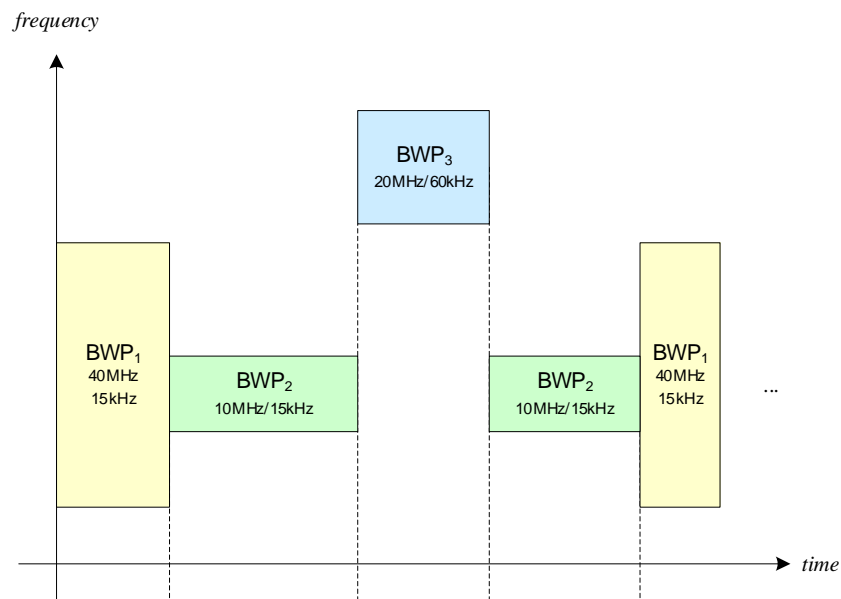 frequency
BWP₃
20MHz/60kHz
BWP₁
40MHz
15kHz
BWP₂
10MHz/15kHz
BWP₂
10MHz/15kHz
BWP₁
40MHz
15kHz
...
time